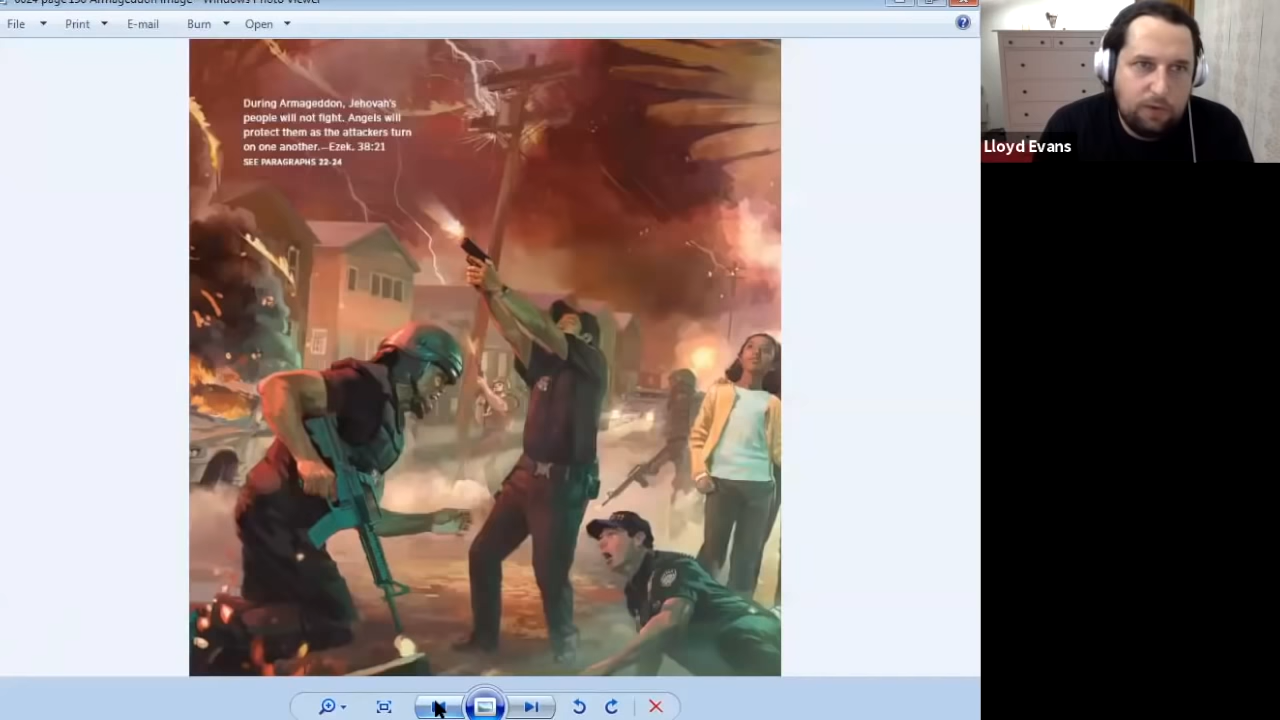 File Print E-mail Burn Open
During Armageddon, Jehovah's
people will not fight. Angels will
protect them as the attackers turn
on one another.—Ezek. 38:21
SEE PARAGRAPHS 22-24
Lloyd Evans